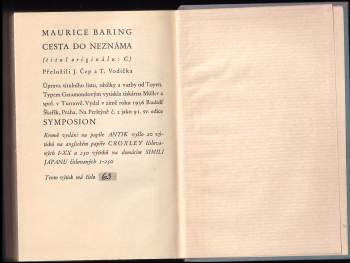 MAURICE BARING
CESTA DO NEZNÁMA
(titul originálu: C)
Přeložili J. Čep a T. Vodička
Úprava titulního listu, obálky a vazby od Toyen.
Typem Garamondovým vytiskla tiskárna Müller a
spol. v Turnově. Vydal v zimě roku 1936 Rudolf
Škeřík, Praha, Na Perštýně č. 2 jako 91. sv. edice
SYMPOSION
Kromě vydání na papíře ANTIK vyšlo 20 vý-
tisků na anglickém papíře CROXLEY číslova-
ných I-XX a 250 výtisků na domácím SIMILI
JAPANU číslovaných 1-250
Tento výtisk má číslo 63